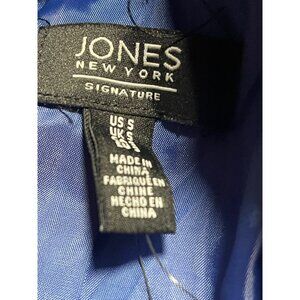 JONES
NEW YORK
SIGNATURE
US S
UK S
MADE IN
CHINA
FABRIQUÉ EN
CHINE
HECHO EN
CHINA